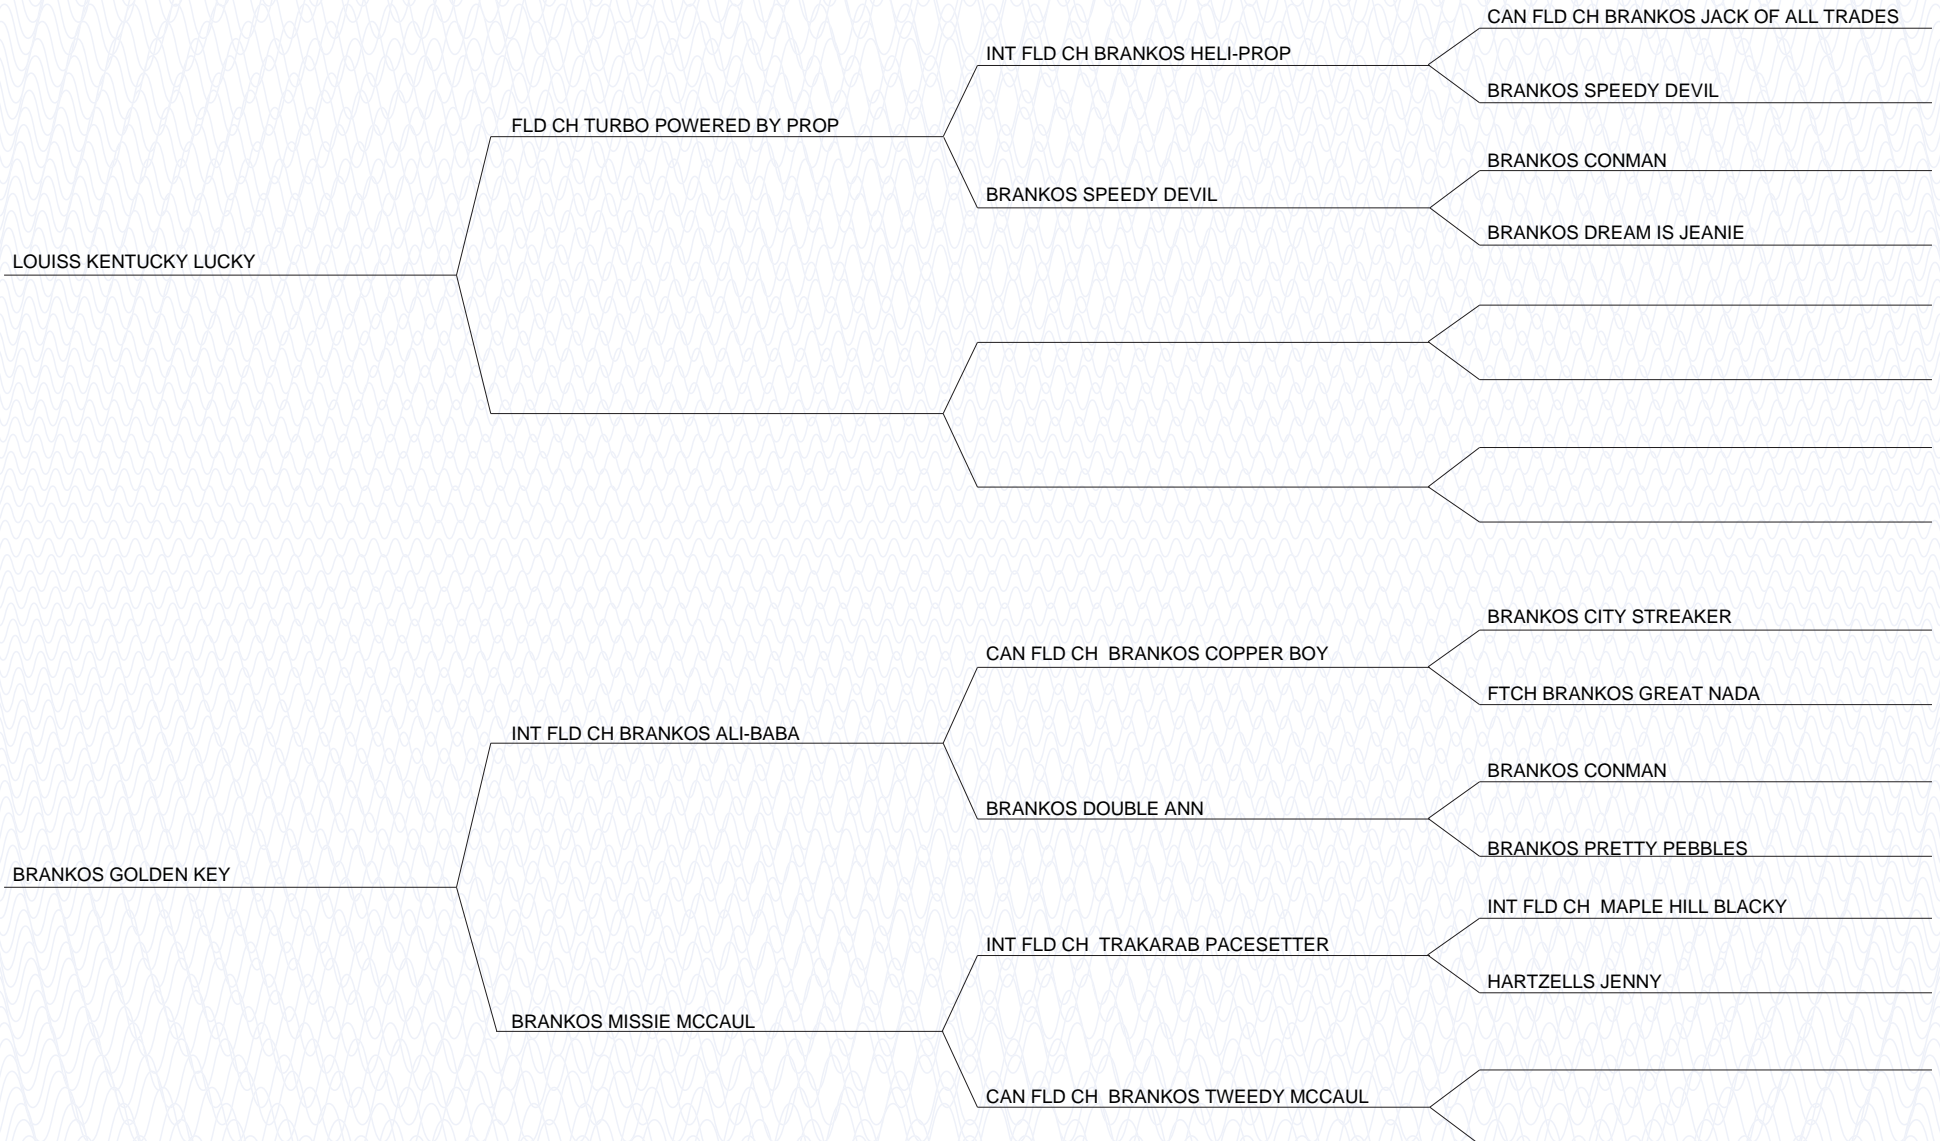 CAN FLD CH BRANKOS JACK OF ALL TRADES
INT FLD CH BRANKOS HELI-PROP
BRANKOS SPEEDY DEVIL
FLD CH TURBO POWERED BY PROP
BRANKOS CONMAN
BRANKOS SPEEDY DEVIL
BRANKOS DREAM IS JEANIE
LOUISS KENTUCKY LUCKY
BRANKOS CITY STREAKER
CAN FLD CH  BRANKOS COPPER BOY
FTCH BRANKOS GREAT NADA
INT FLD CH BRANKOS ALI-BABA
BRANKOS CONMAN
BRANKOS DOUBLE ANN
BRANKOS PRETTY PEBBLES
BRANKOS GOLDEN KEY
INT FLD CH  MAPLE HILL BLACKY
INT FLD CH  TRAKARAB PACESETTER
HARTZELLS JENNY
BRANKOS MISSIE MCCAUL
CAN FLD CH  BRANKOS TWEEDY MCCAUL